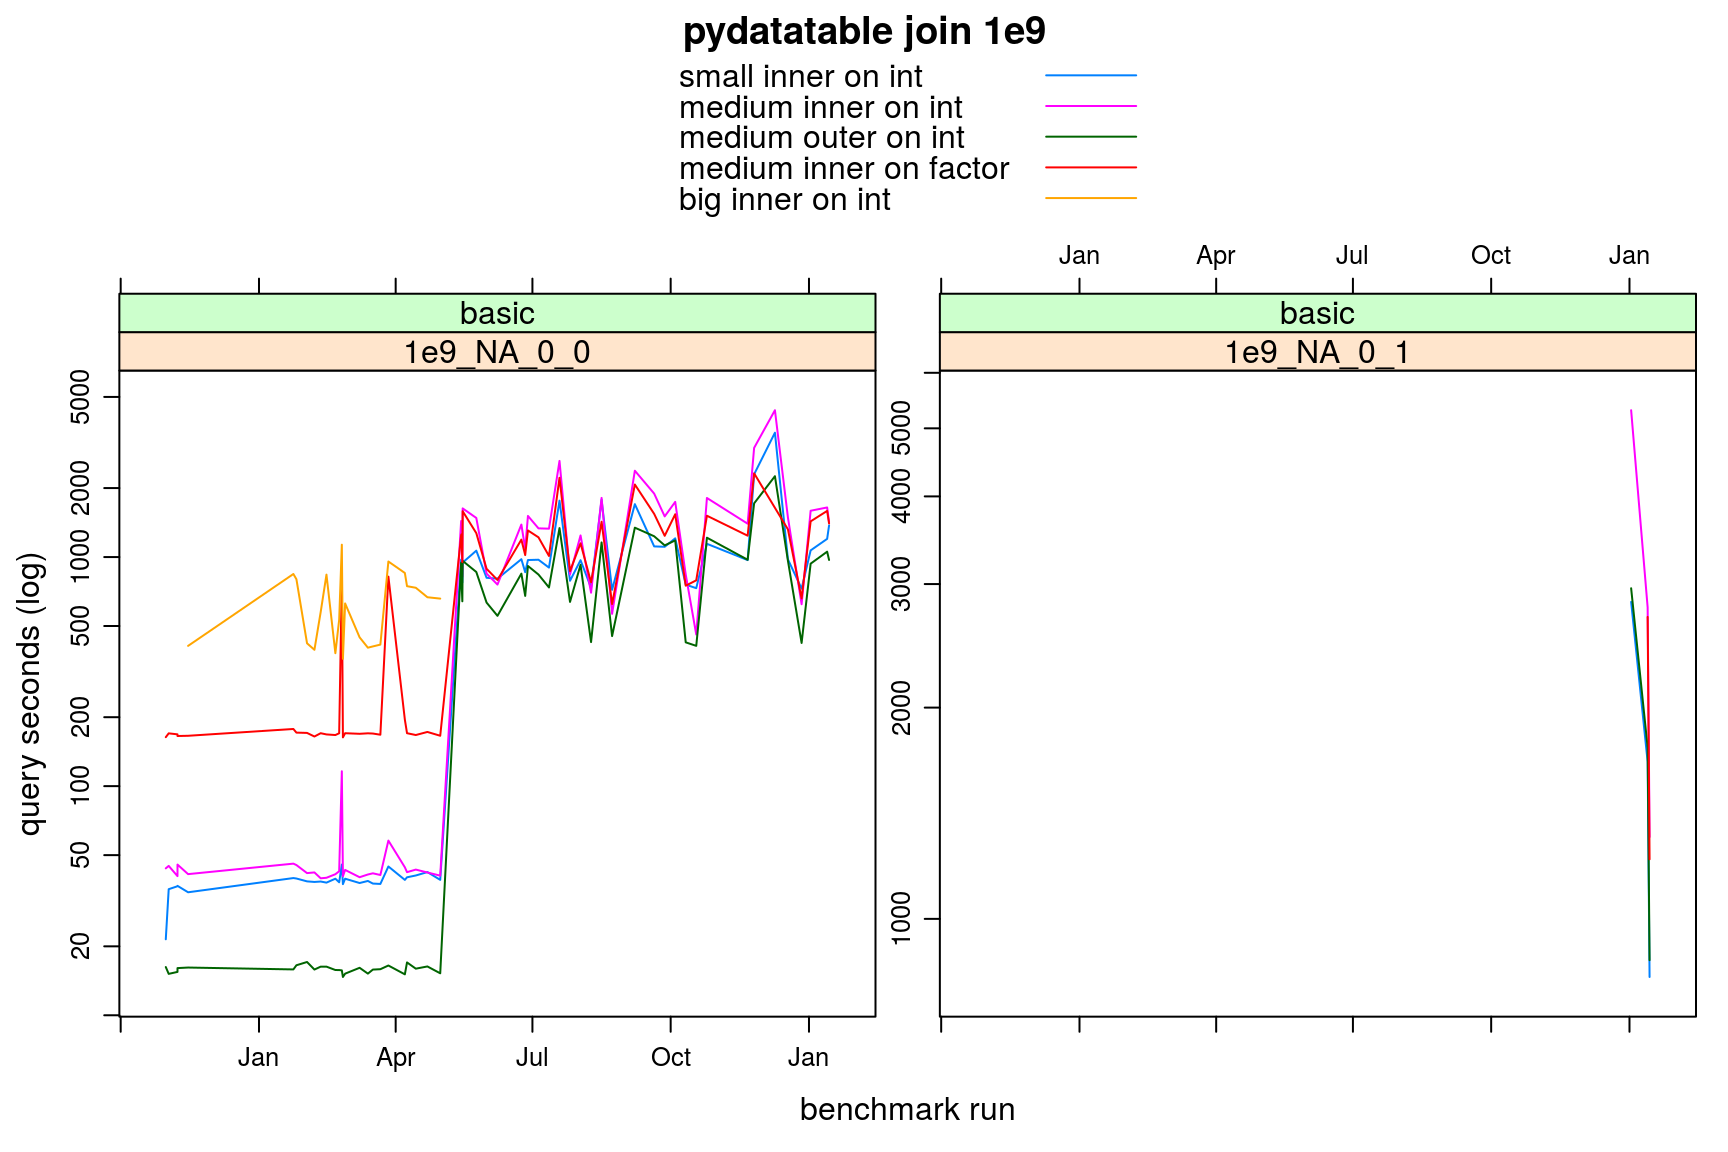 pydatatable join 1e9
small inner on int
medium inner on int
medium outer on int
medium inner on factor
big inner on int
Jan Apr Jul Oct Jan
basic basic
1e9_NA_0_0 1e9_NA_0_1
query seconds (log)
5000
2000
1000
500
200
100
50
20
5000
4000
3000
2000
1000
Jan Apr Jul Oct Jan
benchmark run